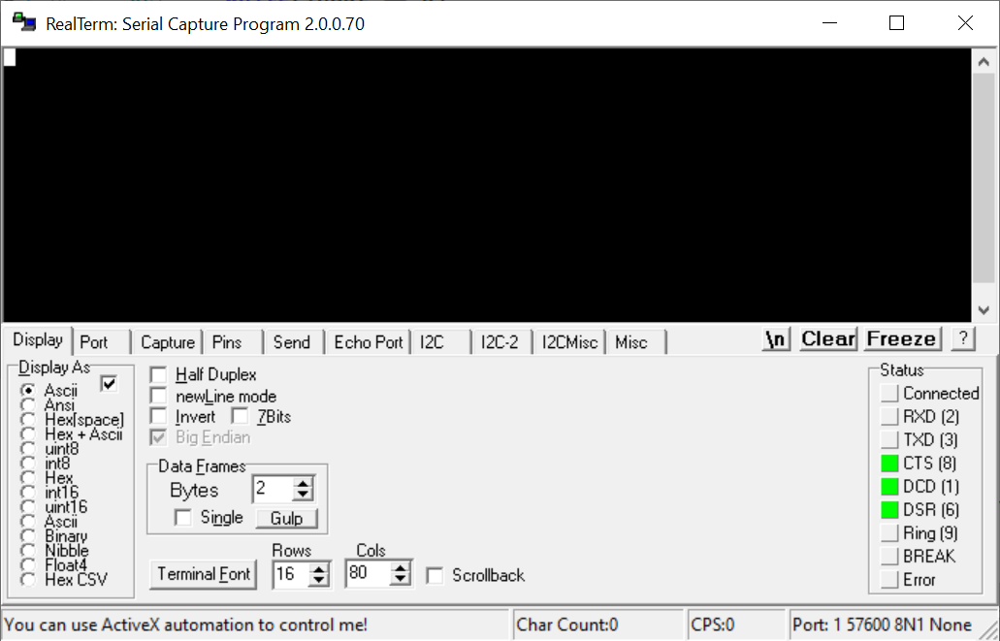 RealTerm: Serial Capture Program 2.0.0.70
Display Port Capture Pins Send Echo Port I2C I2C-2 I2CMisc Misc \n Clear Freeze ?
Display As
Ascii
Ansi
Hex[space]
Hex + Ascii
uint8
int8
Hex
int16
uint16
Ascii
Binary
Nibble
Float4
Hex CSV
Half Duplex
newLine mode
Invert 7Bits
Big Endian
Data Frames
Bytes 2
Single Gulp
Rows Cols
Terminal Font 16 80 Scrollback
Status
Connected
RXD (2)
TXD (3)
CTS (8)
DCD (1)
DSR (6)
Ring (9)
BREAK
Error
You can use ActiveX automation to control me! Char Count:0 CPS:0 Port: 1 57600 8N1 None